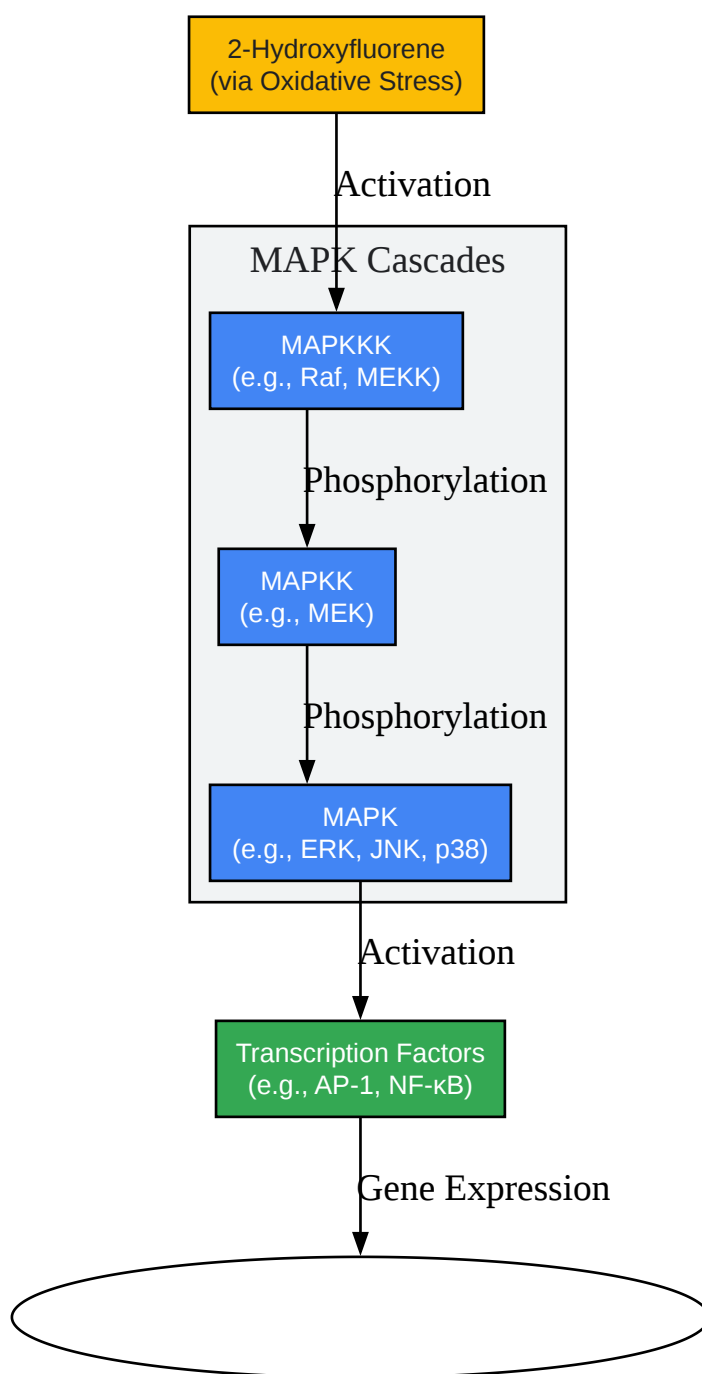 2-Hydroxyfluorene
(via Oxidative Stress)
Activation
MAPK Cascades
MAPKKK
(e.g., Raf, MEKK)
Phosphorylation
MAPKK
(e.g., MEK)
Phosphorylation
MAPK
(e.g., ERK, JNK, p38)
Activation
Transcription Factors
(e.g., AP-1, NF-κB)
Gene Expression